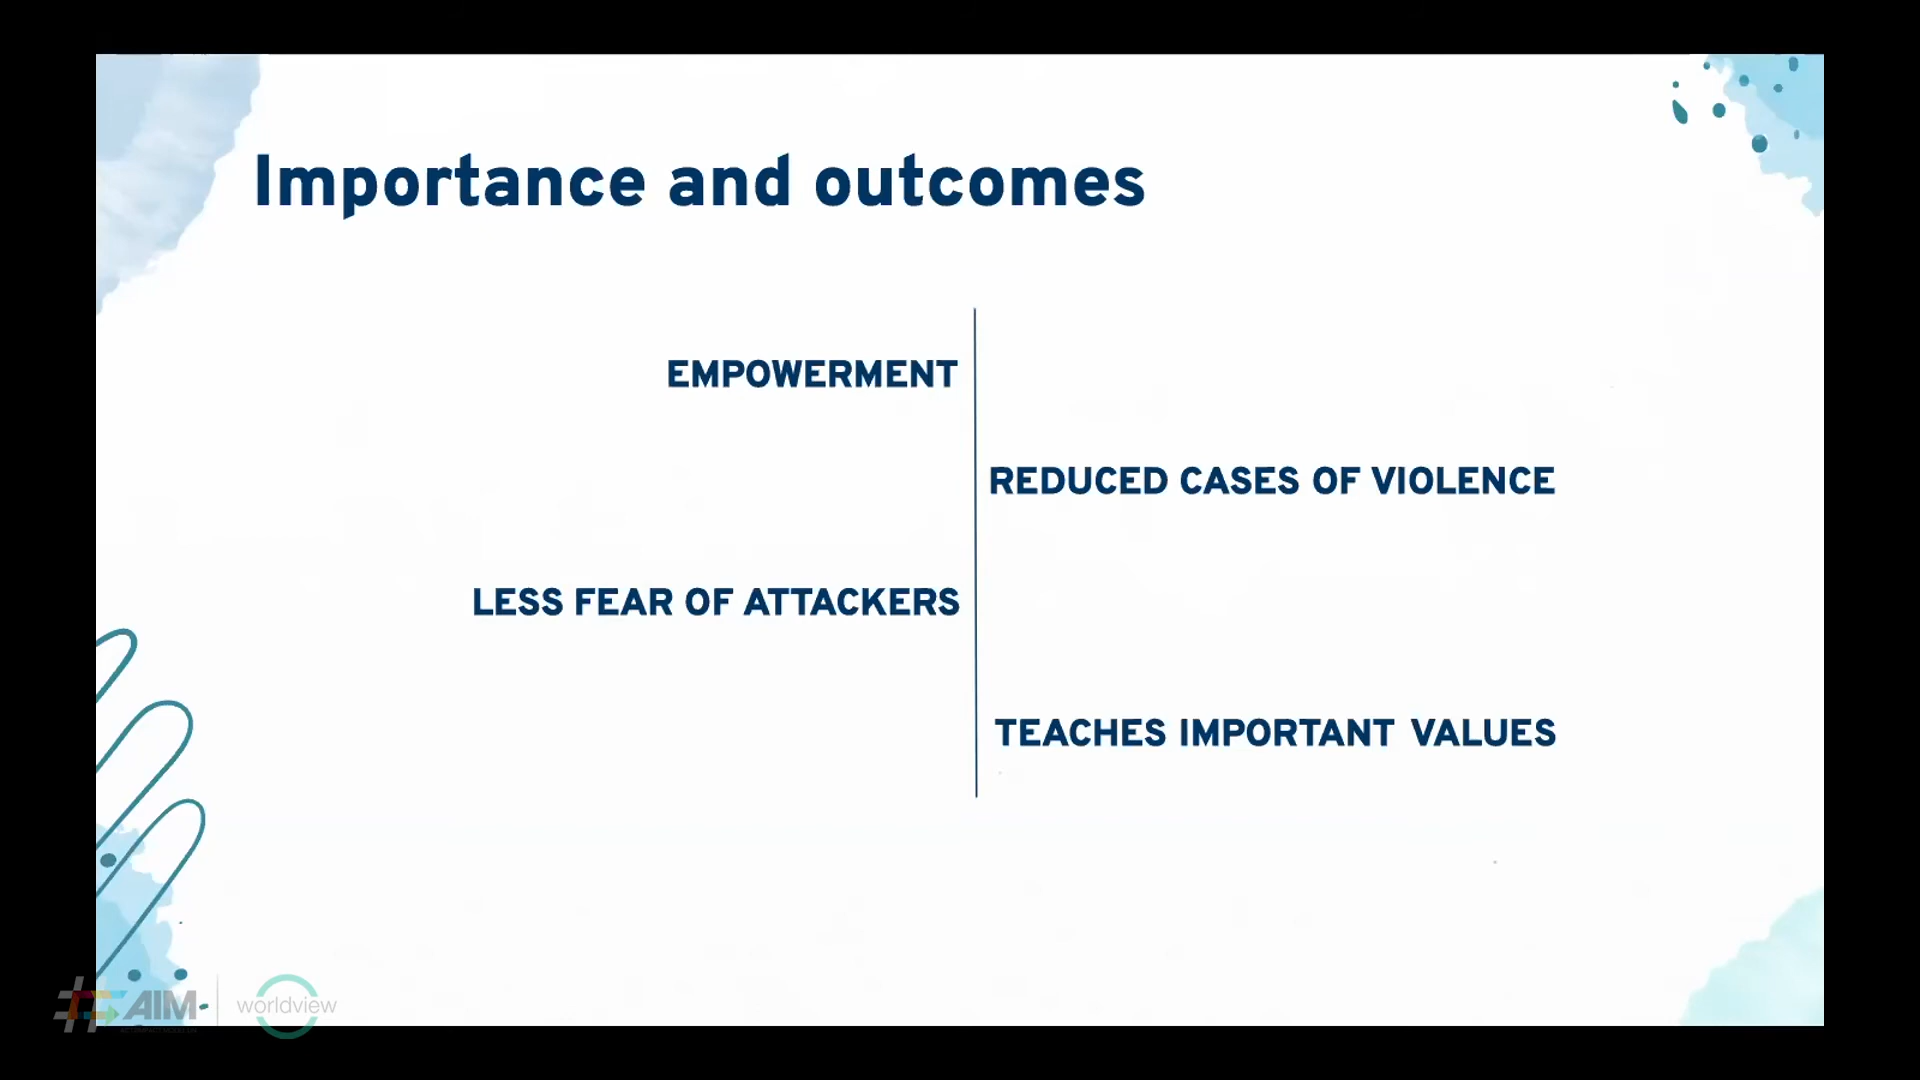 Importance and outcomes
EMPOWERMENT
REDUCED CASES OF VIOLENCE
LESS FEAR OF ATTACKERS
TEACHES IMPORTANT VALUES
AIM
worldview